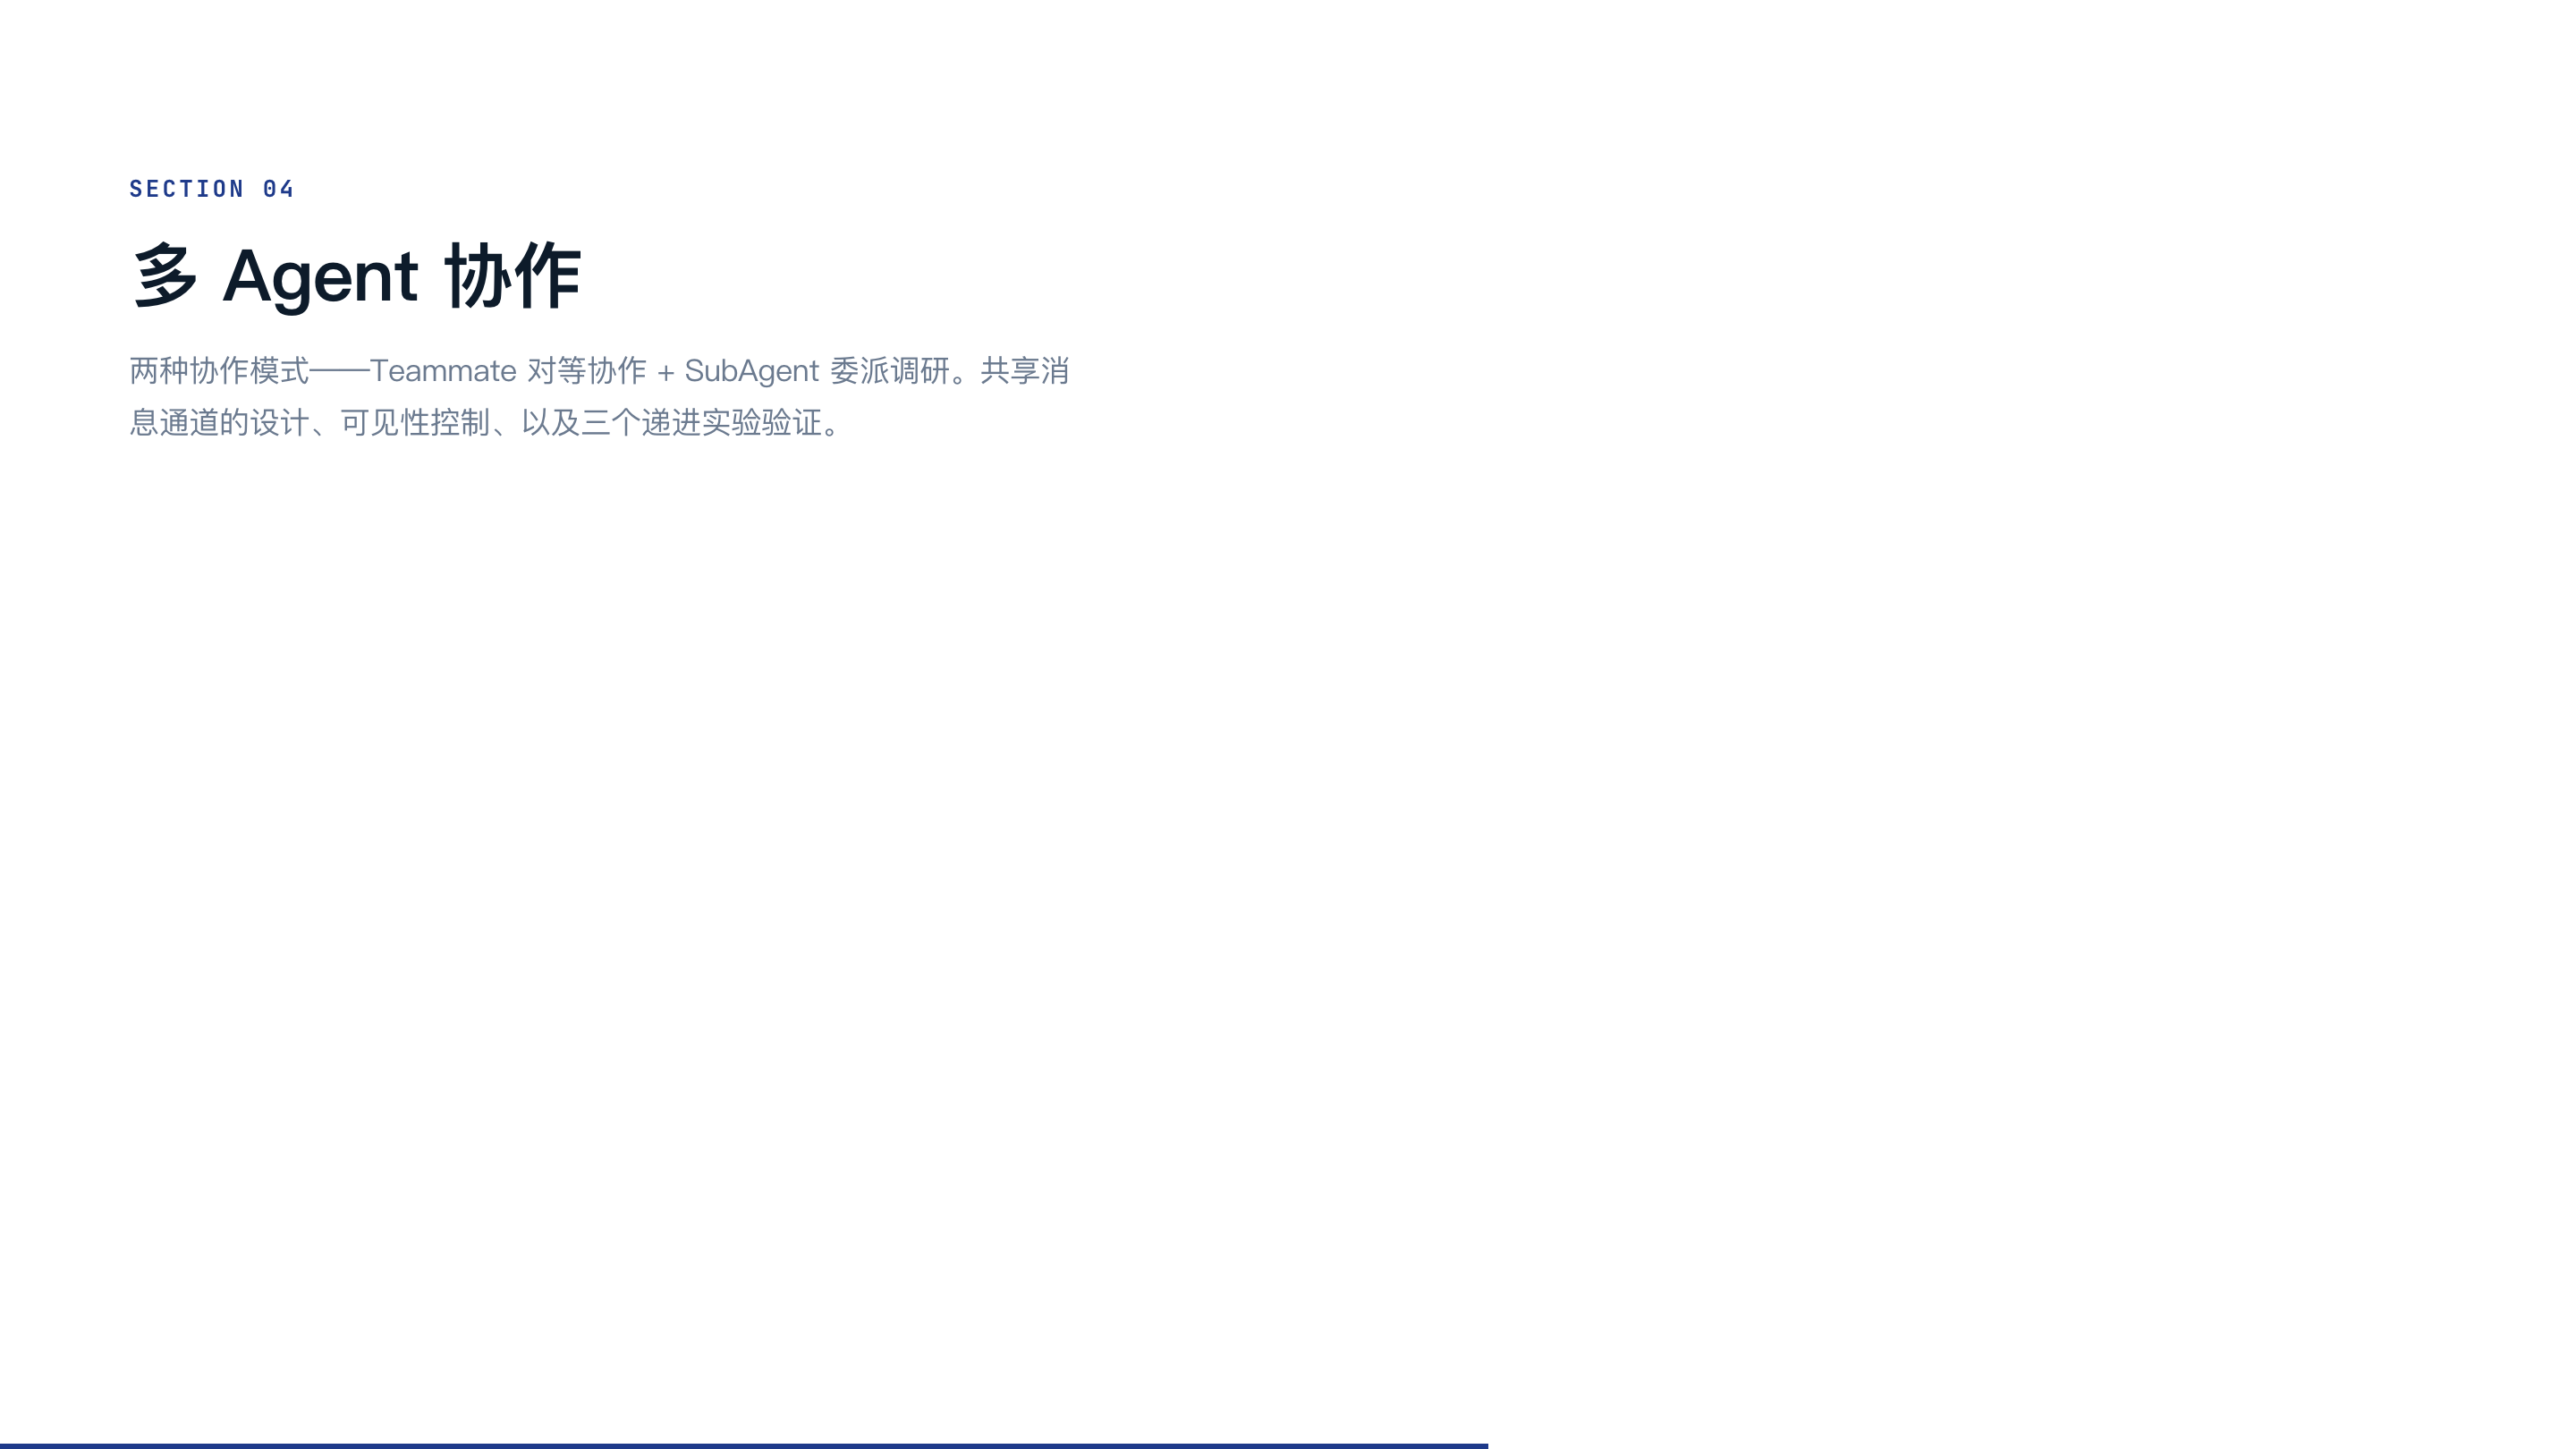 SECTION 04
多 Agent 协作
两种协作模式——Teammate 对等协作 + SubAgent 委派调研。共享消
息通道的设计、可见性控制、以及三个递进实验验证。